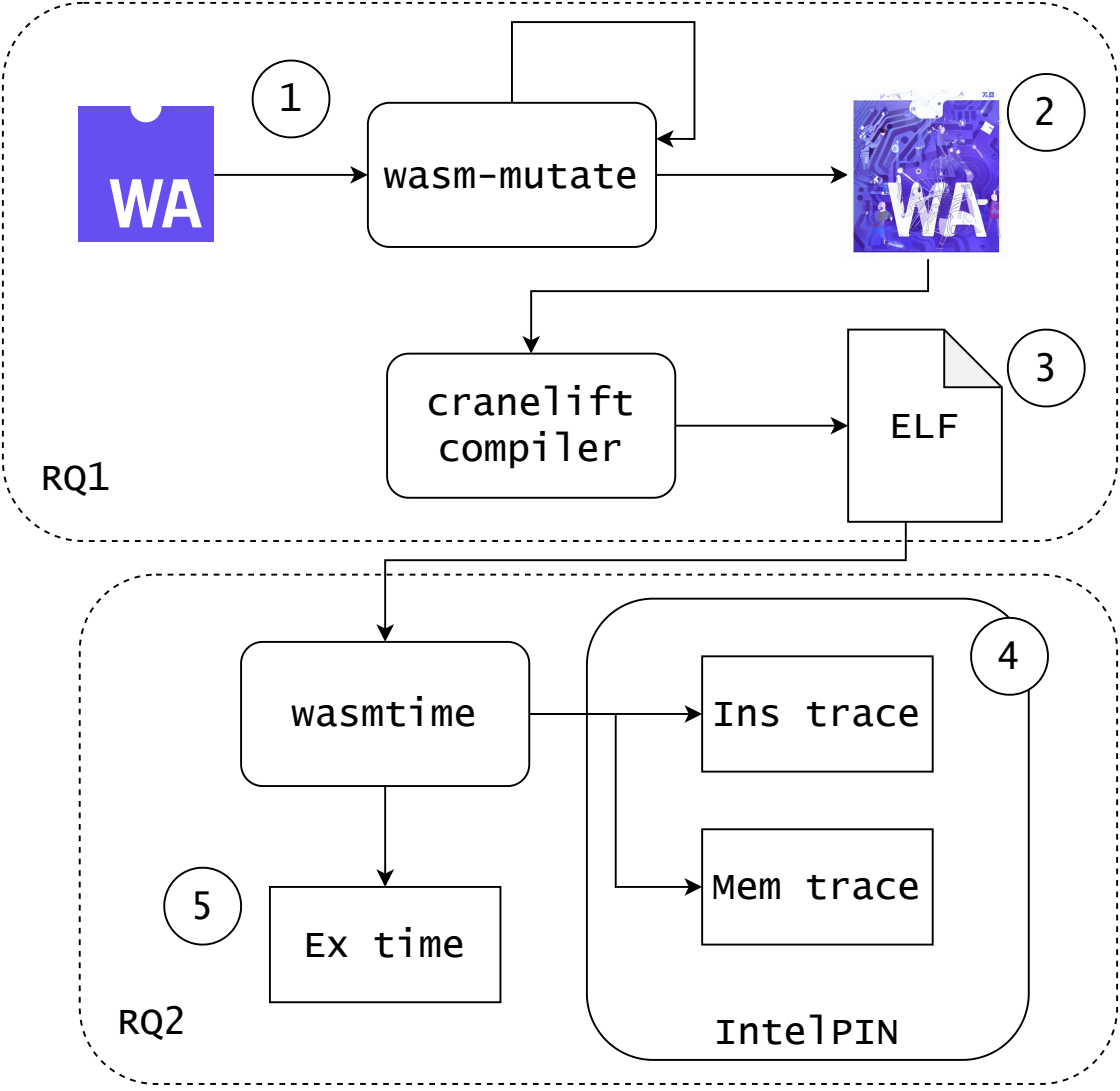 1
2
WA
wasm-mutate
WA
cranelift
compiler
3
ELF
RQ1
4
wasmtime
Ins trace
Mem trace
5
Ex time
RQ2
IntelPIN